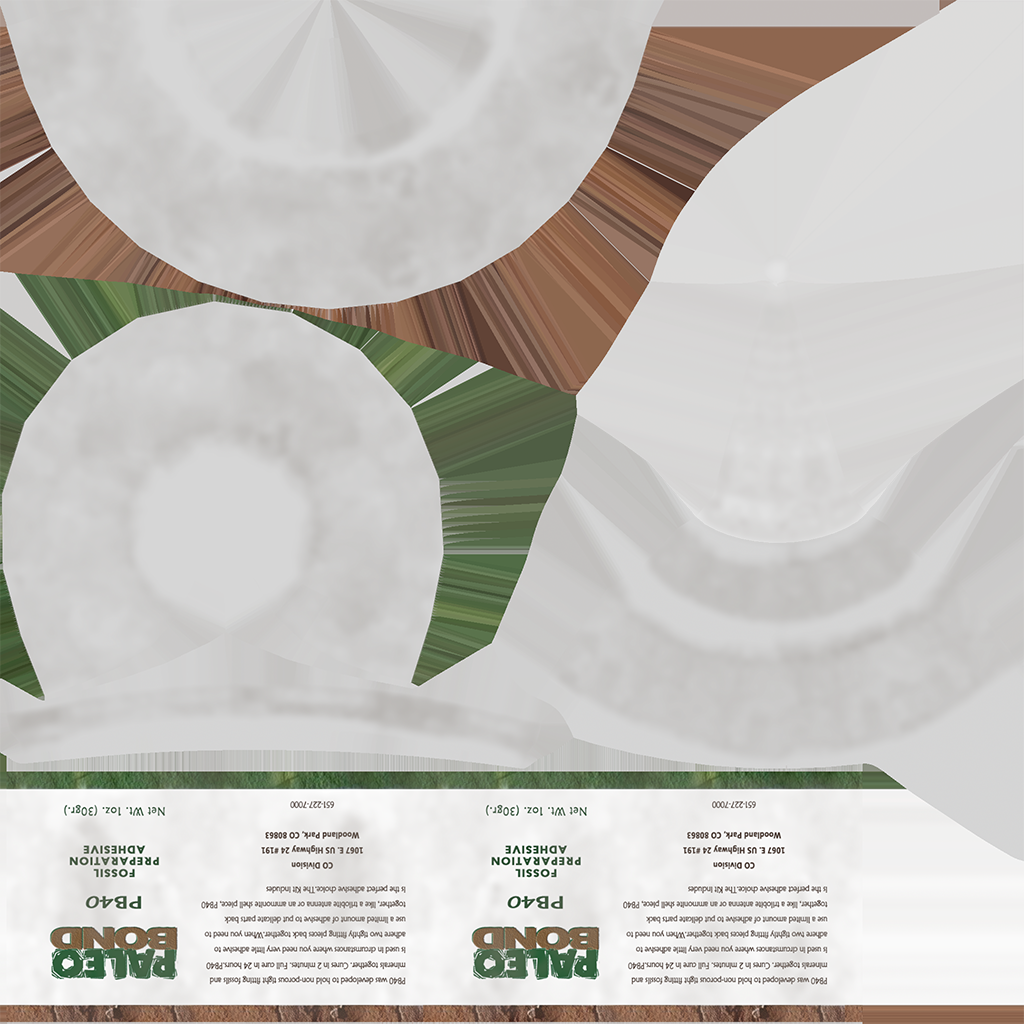 PB40 was developed to hold non-porous tight fitting fossils and
minerals together. Cures in 2 minutes. Full cure in 24 hours.PB40
is used in circumstances where you need very little adhesive to
adhere two tightly fitting pieces back together.When you need to
use a limited amount of adhesive to put delicate parts back
together, like a trilobite antenna or an ammonite shell piece, PB40
is the perfect adhesive choice.The Kit Includes
CO Division
1067 E. US Highway 24 #191
Woodland Park, CO 80863
651-227-7000
PALEO
BOND
PB40
FOSSIL
PREPARATION
ADHESIVE
Net Wt. 1oz. (30gr.)
PB40 was developed to hold non-porous tight fitting fossils and
minerals together. Cures in 2 minutes. Full cure in 24 hours.PB40
is used in circumstances where you need very little adhesive to
adhere two tightly fitting pieces back together.When you need to
use a limited amount of adhesive to put delicate parts back
together, like a trilobite antenna or an ammonite shell piece, PB40
is the perfect adhesive choice.The Kit Includes
CO Division
1067 E. US Highway 24 #191
Woodland Park, CO 80863
651-227-7000
PALEO
BOND
PB40
FOSSIL
PREPARATION
ADHESIVE
Net Wt. 1oz. (30gr.)